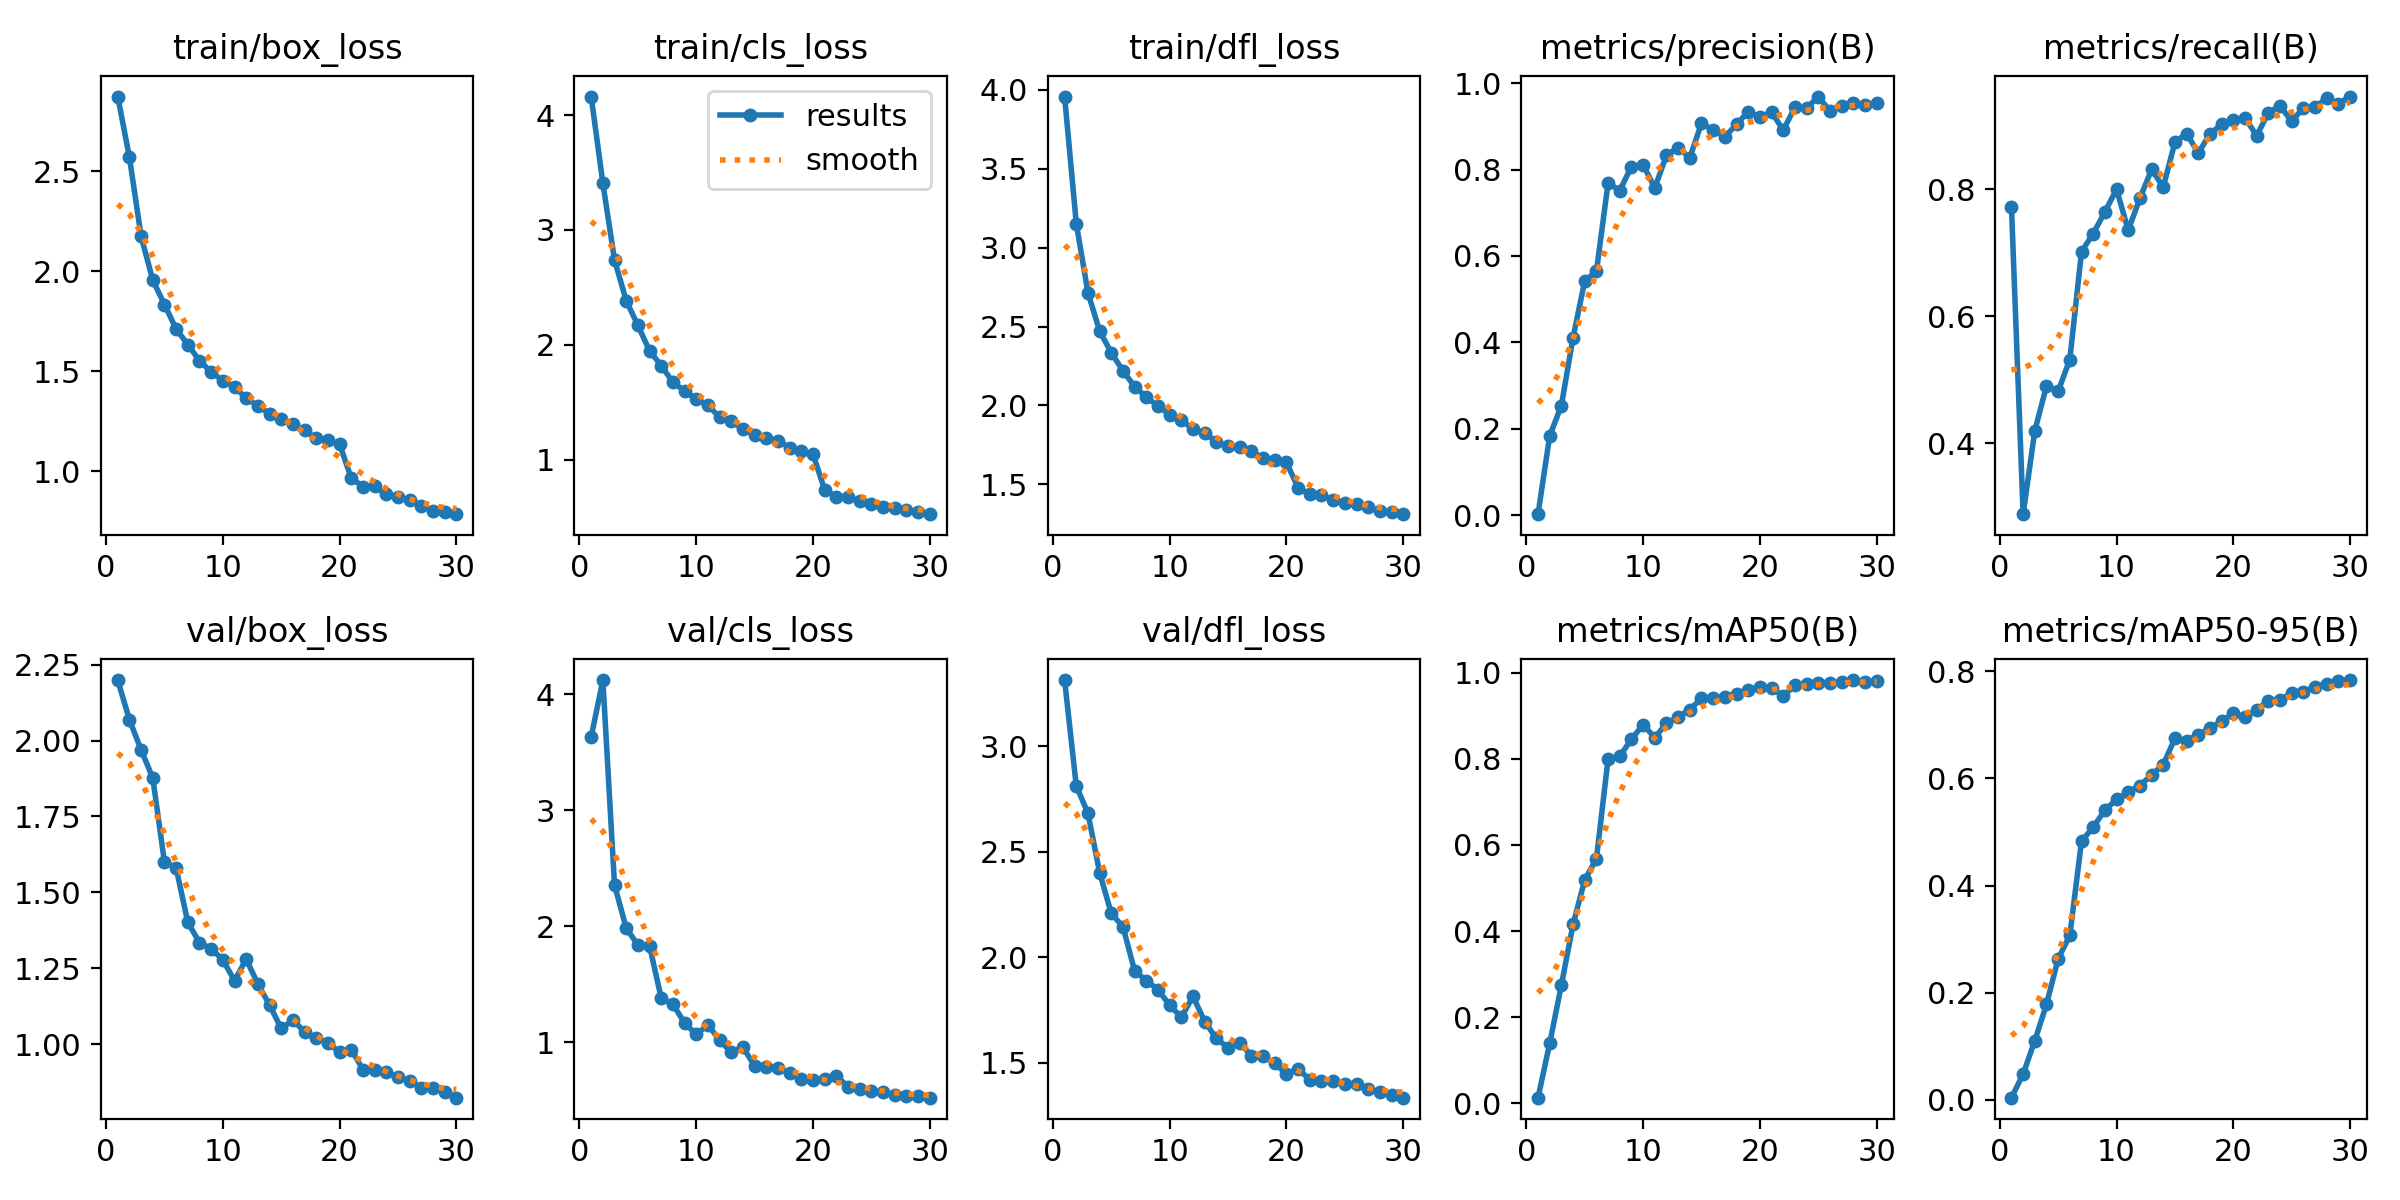 train/box_loss
2.5
2.0
1.5
1.0
0 10 20 30
train/cls_loss
results
smooth
4
3
2
1
0 10 20 30
train/dfl_loss
4.0
3.5
3.0
2.5
2.0
1.5
0 10 20 30
metrics/precision(B)
1.0
0.8
0.6
0.4
0.2
0.0
0 10 20 30
metrics/recall(B)
0.8
0.6
0.4
0 10 20 30
val/box_loss
2.25
2.00
1.75
1.50
1.25
1.00
0 10 20 30
val/cls_loss
4
3
2
1
0 10 20 30
val/dfl_loss
3.0
2.5
2.0
1.5
0 10 20 30
metrics/mAP50(B)
1.0
0.8
0.6
0.4
0.2
0.0
0 10 20 30
metrics/mAP50-95(B)
0.8
0.6
0.4
0.2
0.0
0 10 20 30